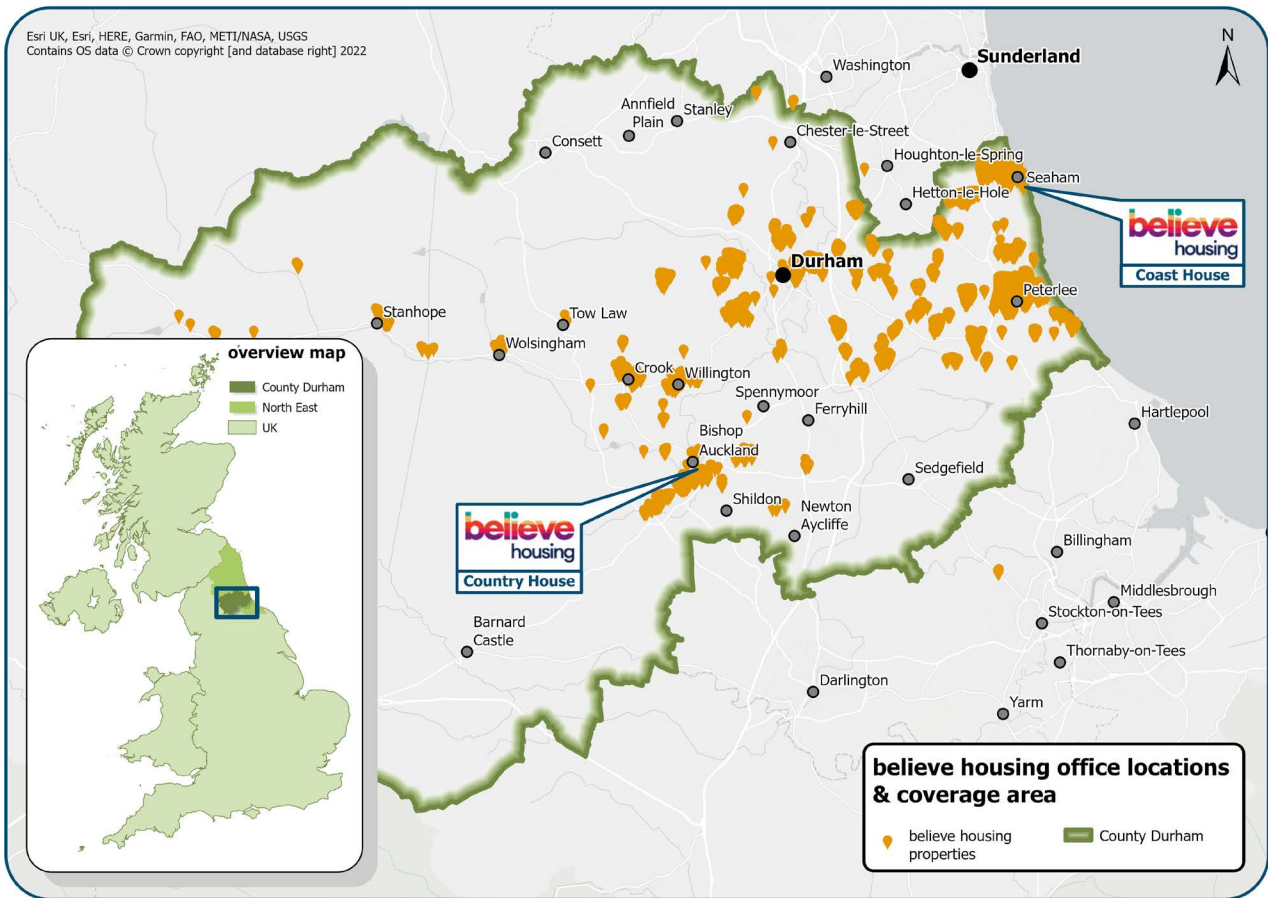 Esri UK, Esri, HERE, Garmin, FAO, METI/NASA, USGS
Contains OS data © Crown copyright [and database right] 2022
N
Sunderland
Washington
Annfield
Plain
Stanley
Consett
Chester-le-Street
Houghton-le-Spring
Seaham
Hetton-le-Hole
believe
housing
Coast House
Durham
Peterlee
Stanhope
Tow Law
Wolsingham
Crook
Willington
Spennymoor
Ferryhill
Hartlepool
Bishop
Auckland
Sedgefield
Shildon
Newton
Aycliffe
believe
housing
Country House
Billingham
Middlesbrough
Stockton-on-Tees
Barnard
Castle
Thornaby-on-Tees
Darlington
Yarm
overview map
County Durham
North East
UK
believe housing office locations
& coverage area
believe housing
properties
County Durham